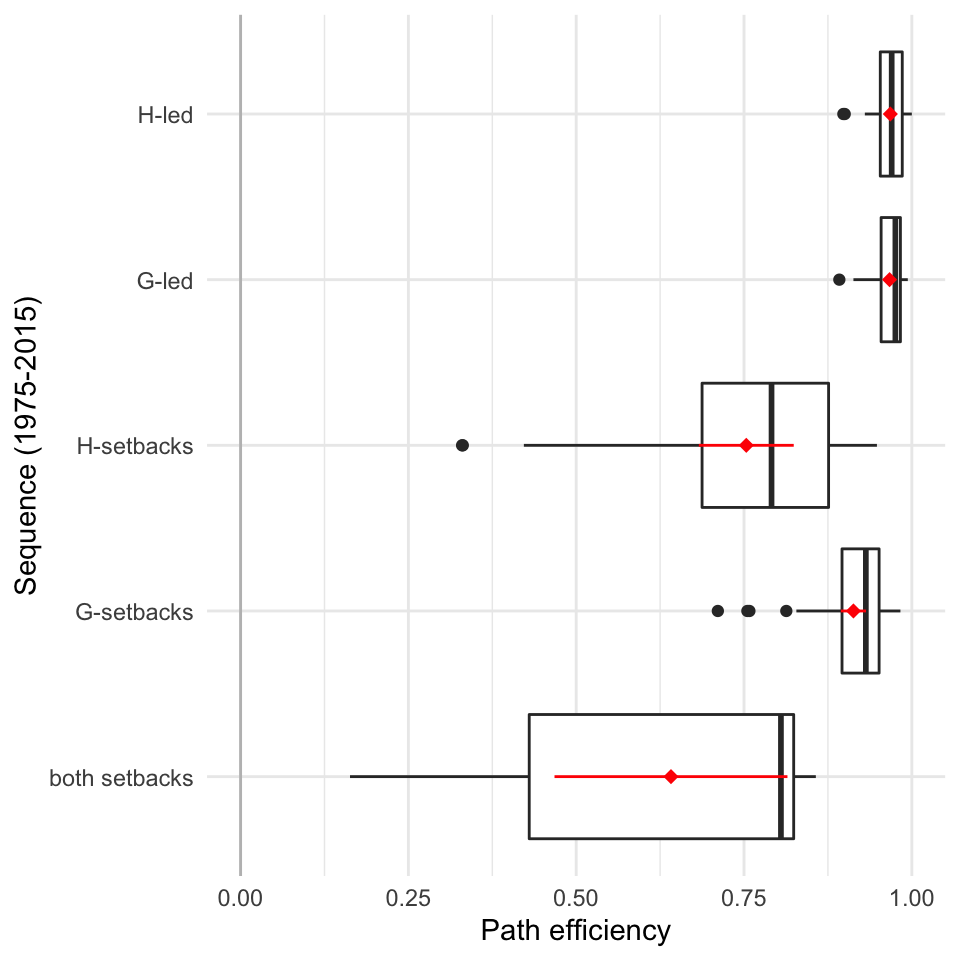 H-led
G-led
H-setbacks
G-setbacks
both setbacks
Sequence (1975-2015)
0.00 0.25 0.50 0.75 1.00
Path efficiency